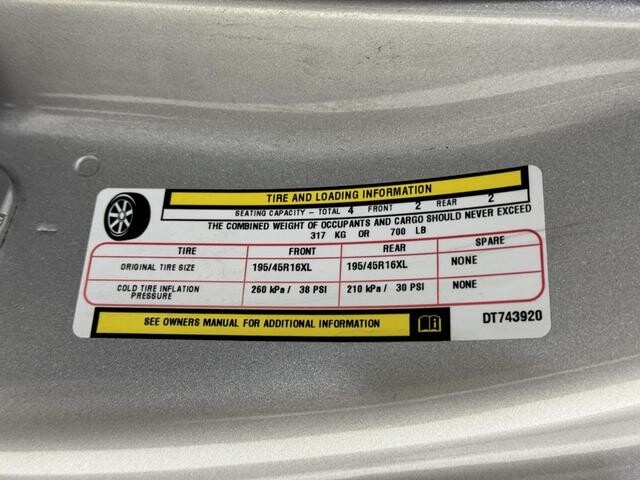 TIRE AND LOADING INFORMATION
SEATING CAPACITY - TOTAL 4 FRONT 2 REAR 2
THE COMBINED WEIGHT OF OCCUPANTS AND CARGO SHOULD NEVER EXCEED
317 KG OR 700 LB
TIRE FRONT REAR SPARE
ORIGINAL TIRE SIZE 195/45R16XL 195/45R16XL NONE
COLD TIRE INFLATION PRESSURE 260 kPa / 38 PSI 210 kPa / 30 PSI NONE
SEE OWNERS MANUAL FOR ADDITIONAL INFORMATION
DT743920